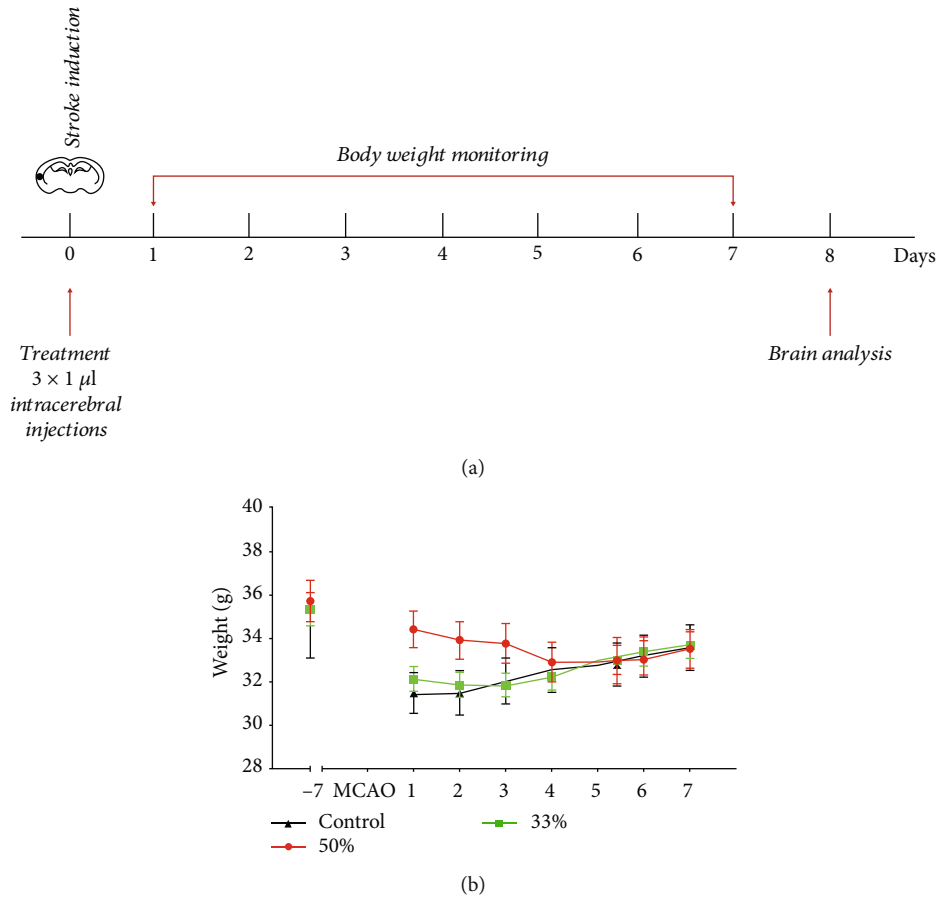 Stroke induction
Body weight monitoring
0 1 2 3 4 5 6 7 8 Days
Treatment
3 × 1 µl
intracerebral
injections
Brain analysis
(a)
Weight (g)
40
38
36
34
32
30
28
–7 MCAO 1 2 3 4 5 6 7
Control 33%
50%
(b)